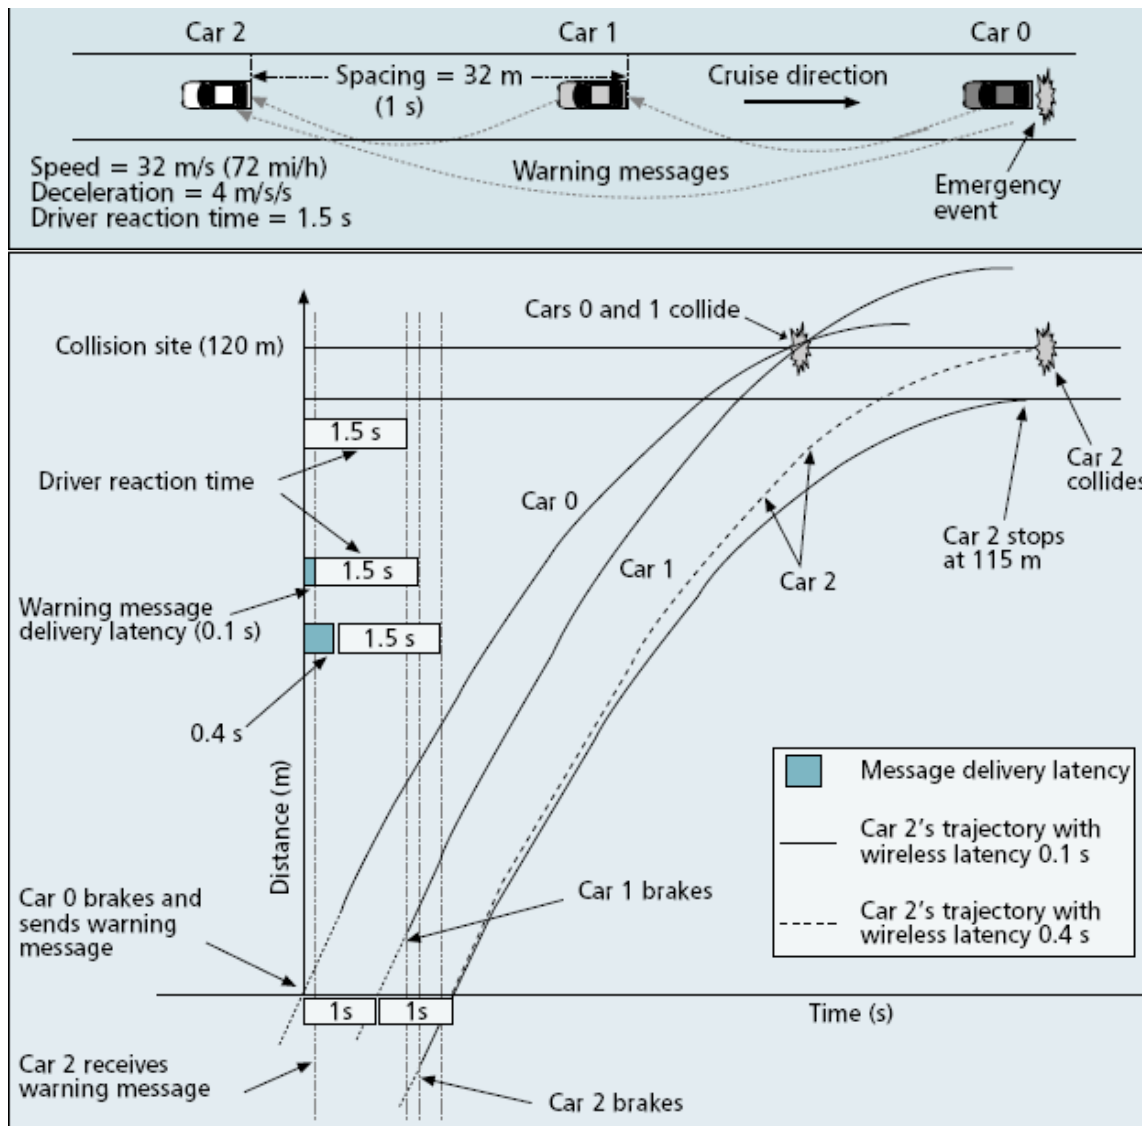 Car 2
Car 1
Car 0
Spacing = 32 m
(1 s)
Cruise direction
Speed = 32 m/s (72 mi/h)
Deceleration = 4 m/s/s
Driver reaction time = 1.5 s
Warning messages
Emergency
event
Cars 0 and 1 collide
Collision site (120 m)
1.5 s
Driver reaction time
Car 0
Car 2
collides
Car 2 stops
at 115 m
1.5 s
Car 1
Car 2
Warning message
delivery latency (0.1 s)
1.5 s
0.4 s
Distance (m)
Message delivery latency
Car 2's trajectory with
wireless latency 0.1 s
Car 2's trajectory with
wireless latency 0.4 s
Car 0 brakes and
sends warning
message
Car 1 brakes
1s
1s
Time (s)
Car 2 receives
warning message
Car 2 brakes